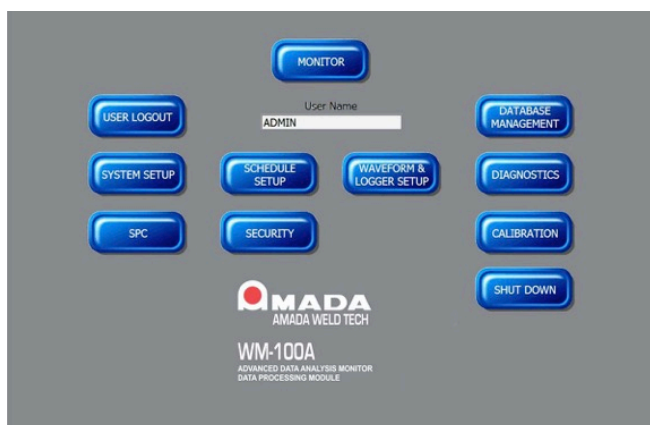 MONITOR
USER LOGOUT
User Name
ADMIN
DATABASE
MANAGEMENT
SYSTEM SETUP
SCHEDULE
SETUP
WAVEFORM &
LOGGER SETUP
DIAGNOSTICS
SPC
SECURITY
CALIBRATION
SHUT DOWN
AMADA
AMADA WELD TECH
WM-100A
ADVANCED DATA ANALYSIS MONITOR
DATA PROCESSING MODULE